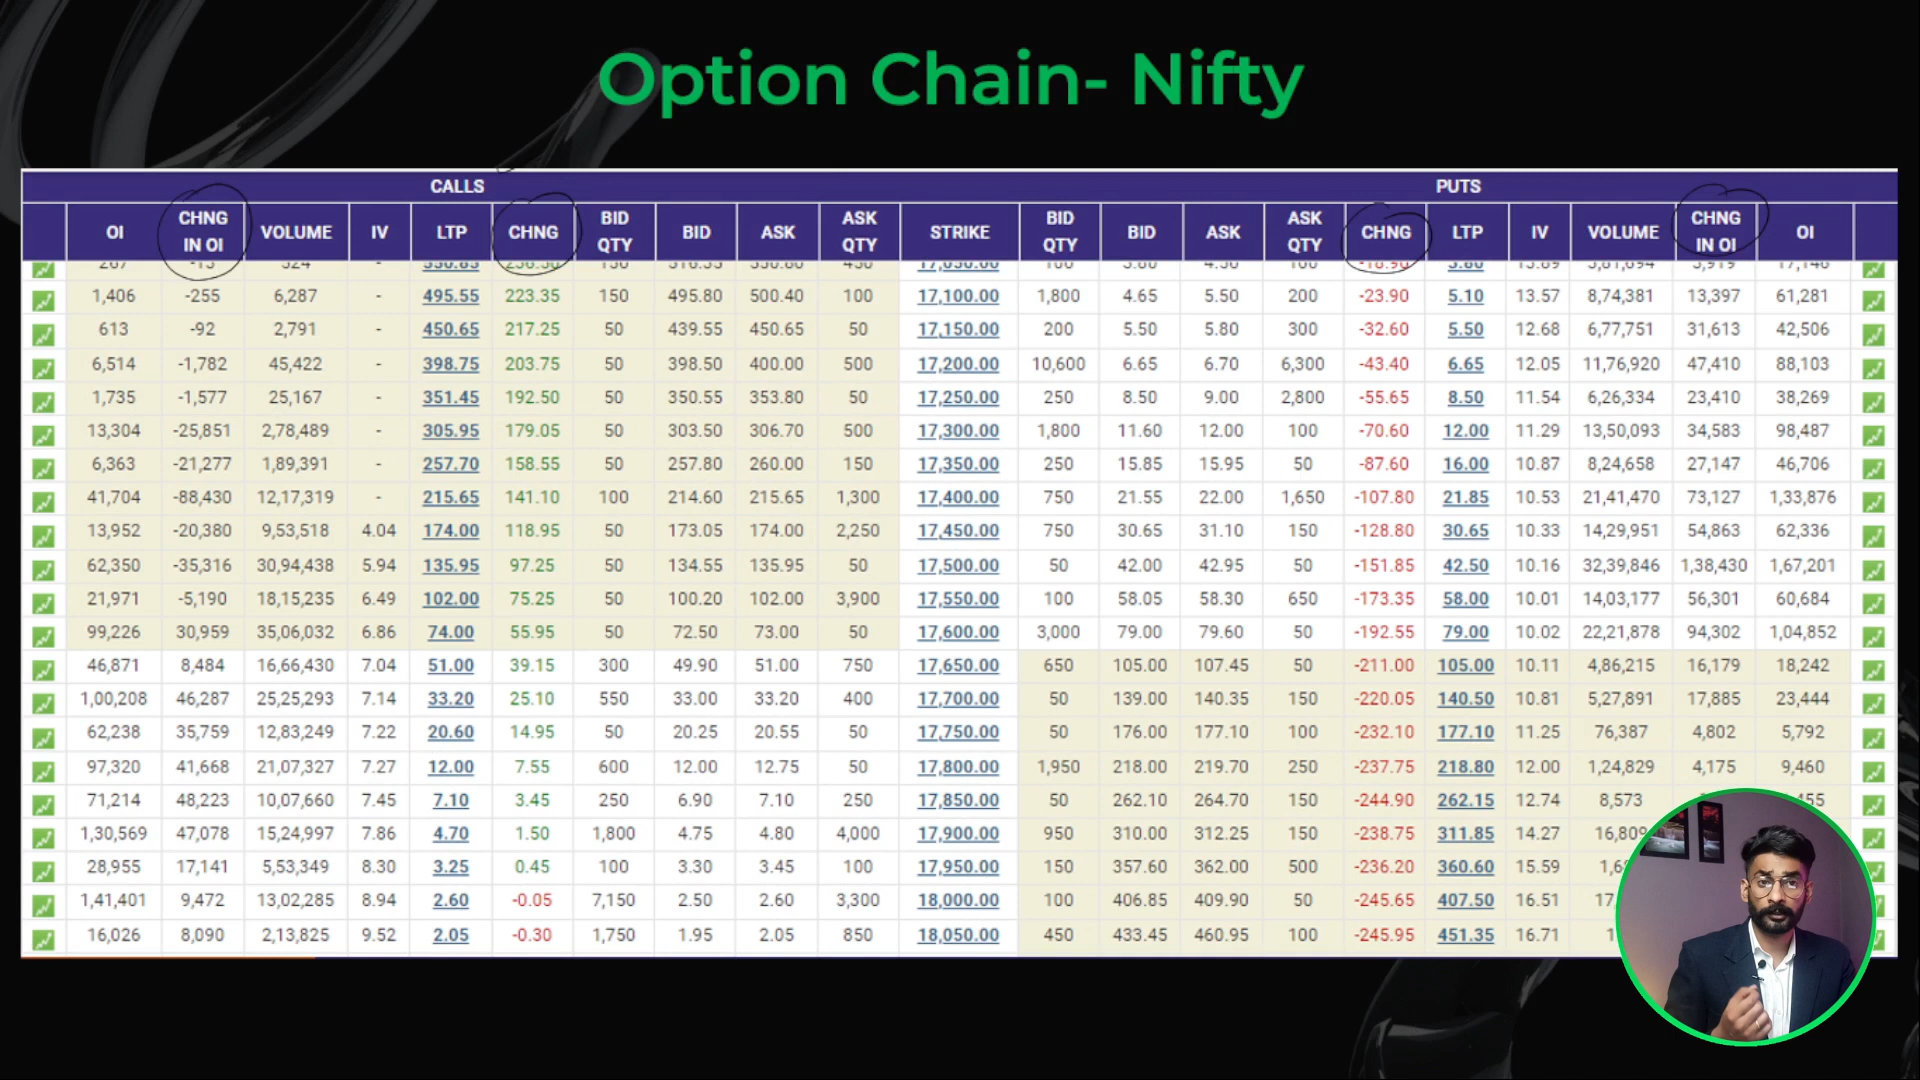 Option Chain- Nifty
CALLS PUTS
OI CHNG IN OI VOLUME IV LTP CHNG BID QTY BID ASK ASK QTY STRIKE BID QTY BID ASK ASK QTY CHNG LTP IV VOLUME CHNG IN OI OI
1,406 -255 6,287 - 495.55 223.35 150 495.80 500.40 100 17,100.00 1,800 4.65 5.50 200 -23.90 5.10 13.57 8,74,381 13,397 61,281
613 -92 2,791 - 450.65 217.25 50 439.55 450.65 50 17,150.00 200 5.50 5.80 300 -32.60 5.50 12.68 6,77,751 31,613 42,506
6,514 -1,782 45,422 - 398.75 203.75 50 398.50 400.00 500 17,200.00 10,600 6.65 6.70 6,300 -43.40 6.65 12.05 11,76,920 47,410 88,103
1,735 -1,577 25,167 - 351.45 192.50 50 350.55 353.80 50 17,250.00 250 8.50 9.00 2,800 -55.65 8.50 11.54 6,26,334 23,410 38,269
13,304 -25,851 2,78,489 - 305.95 179.05 50 303.50 306.70 500 17,300.00 1,800 11.60 12.00 100 -70.60 12.00 11.29 13,50,093 34,583 98,487
6,363 -21,277 1,89,391 - 257.70 158.55 50 257.80 260.00 150 17,350.00 250 15.85 15.95 50 -87.60 16.00 10.87 8,24,658 27,147 46,706
41,704 -88,430 12,17,319 - 215.65 141.10 100 214.60 215.65 1,300 17,400.00 750 21.55 22.00 1,650 -107.80 21.85 10.53 21,41,470 73,127 1,33,876
13,952 -20,380 9,53,518 4.04 174.00 118.95 50 173.05 174.00 2,250 17,450.00 750 30.65 31.10 150 -128.80 30.65 10.33 14,29,951 54,863 62,336
62,350 -35,316 30,94,438 5.94 135.95 97.25 50 134.55 135.95 50 17,500.00 50 42.00 42.95 50 -151.85 42.50 10.16 32,39,846 1,38,430 1,67,201
21,971 -5,190 18,15,235 6.49 102.00 75.25 50 100.20 102.00 3,900 17,550.00 100 58.05 58.30 650 -173.35 58.00 10.01 14,03,177 56,301 60,684
99,226 30,959 35,06,032 6.86 74.00 55.95 50 72.50 73.00 50 17,600.00 3,000 79.00 79.60 50 -192.55 79.00 10.02 22,21,878 94,302 1,04,852
46,871 8,484 16,66,430 7.04 51.00 39.15 300 49.90 51.00 750 17,650.00 650 105.00 107.45 50 -211.00 105.00 10.11 4,86,215 16,179 18,242
1,00,208 46,287 25,25,293 7.14 33.20 25.10 550 33.00 33.20 400 17,700.00 50 139.00 140.35 150 -220.05 140.50 10.81 5,27,891 17,885 23,444
62,238 35,759 12,83,249 7.22 20.60 14.95 50 20.25 20.55 50 17,750.00 50 176.00 177.10 100 -232.10 177.10 11.25 76,387 4,802 5,792
97,320 41,668 21,07,327 7.27 12.00 7.55 600 12.00 12.75 50 17,800.00 1,950 218.00 219.70 250 -237.75 218.80 12.00 1,24,829 4,175 9,460
71,214 48,223 10,07,660 7.45 7.10 3.45 250 6.90 7.10 250 17,850.00 50 262.10 264.70 150 -244.90 262.15 12.74 8,573
1,30,569 47,078 15,24,997 7.86 4.70 1.50 1,800 4.75 4.80 4,000 17,900.00 950 310.00 312.25 150 -238.75 311.85 14.27
28,955 17,141 5,53,349 8.30 3.25 0.45 100 3.30 3.45 100 17,950.00 150 357.60 362.00 500 -236.20 360.60 15.59
1,41,401 9,472 13,02,285 8.94 2.60 -0.05 7,150 2.50 2.60 3,300 18,000.00 100 406.85 409.90 50 -245.65 407.50 16.51
16,026 8,090 2,13,825 9.52 2.05 -0.30 1,750 1.95 2.05 850 18,050.00 450 433.45 460.95 100 -245.95 451.35 16.71